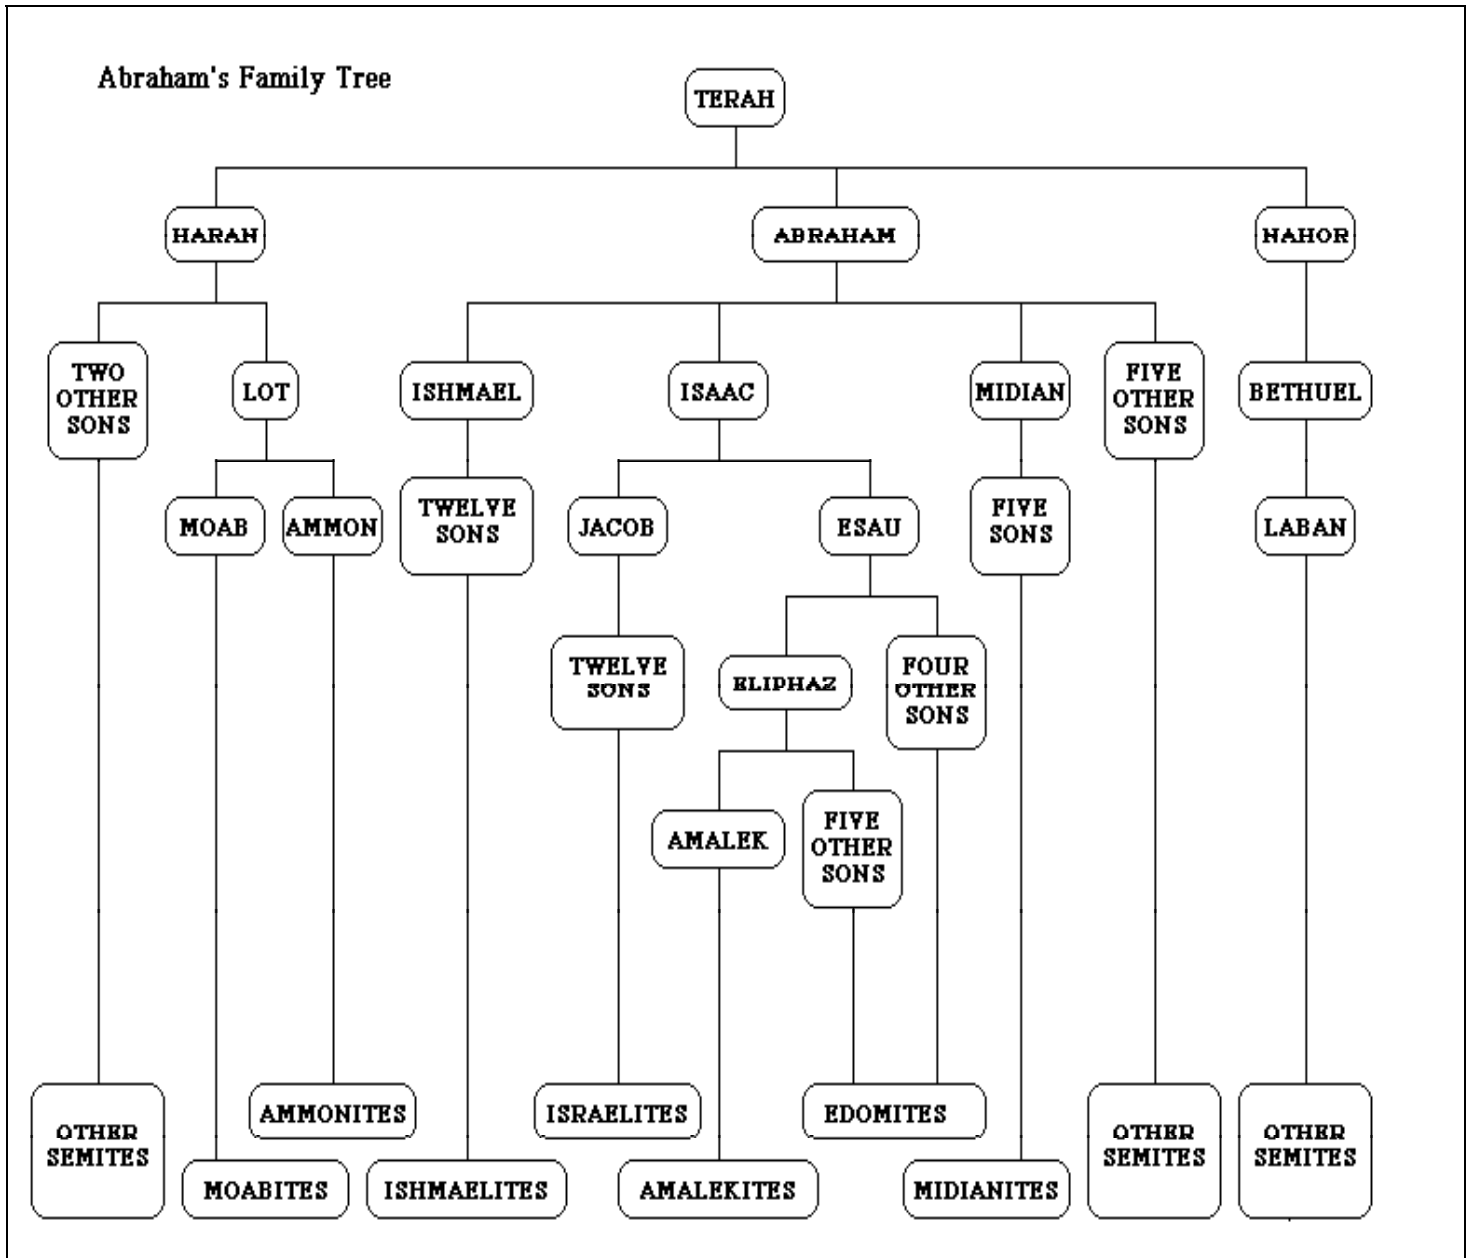 Abraham's Family Tree
TERAH
HARAN
ABRAHAM
NAHOR
TWO
OTHER
SONS
LOT
ISHMAEL
ISAAC
MIDIAN
FIVE
OTHER
SONS
BETHUEL
MOAB
AMMON
TWELVE
SONS
JACOB
ESAU
FIVE
SONS
LABAN
TWELVE
SONS
ELIPHAZ
FOUR
OTHER
SONS
AMALEK
FIVE
OTHER
SONS
OTHER
SEMITES
AMMONITES
ISRAELITES
EDOMITES
OTHER
SEMITES
OTHER
SEMITES
MOABITES
ISHMAELITES
AMALEKITES
MIDIANITES